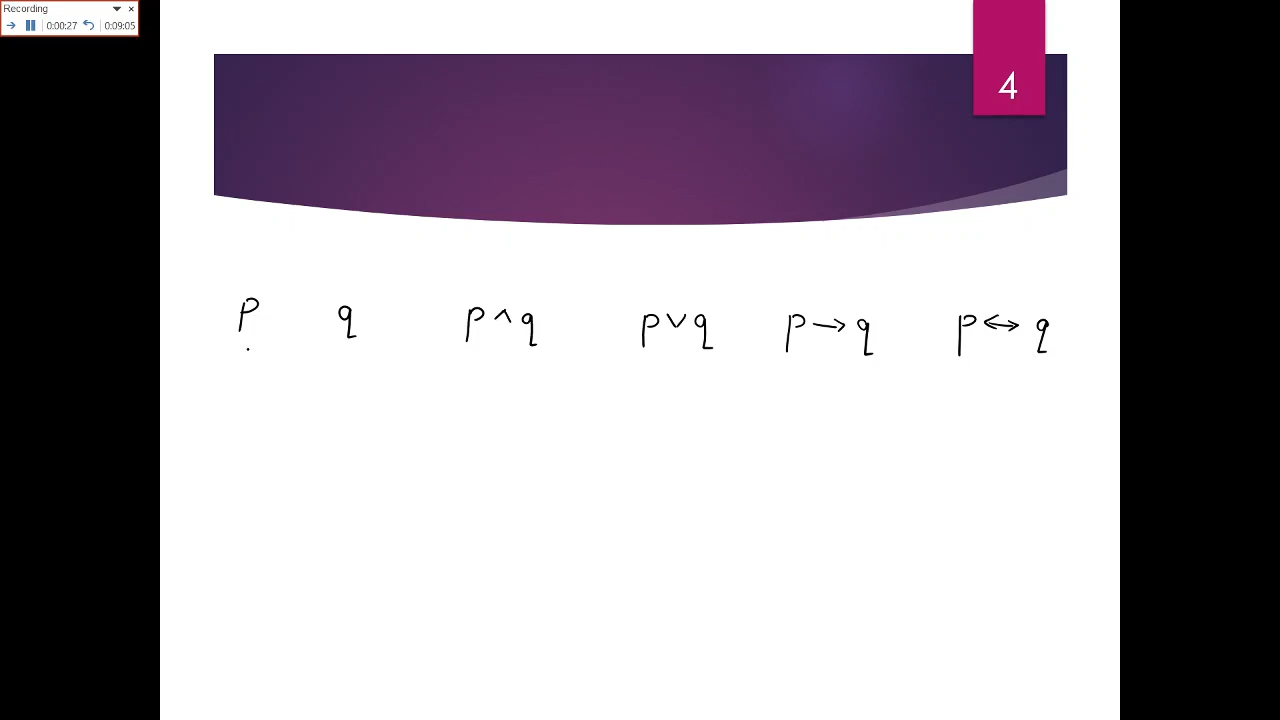 Recording
0:00:27 0:09:05
4
p q p ∧ q p ∨ q p → q p ↔ q